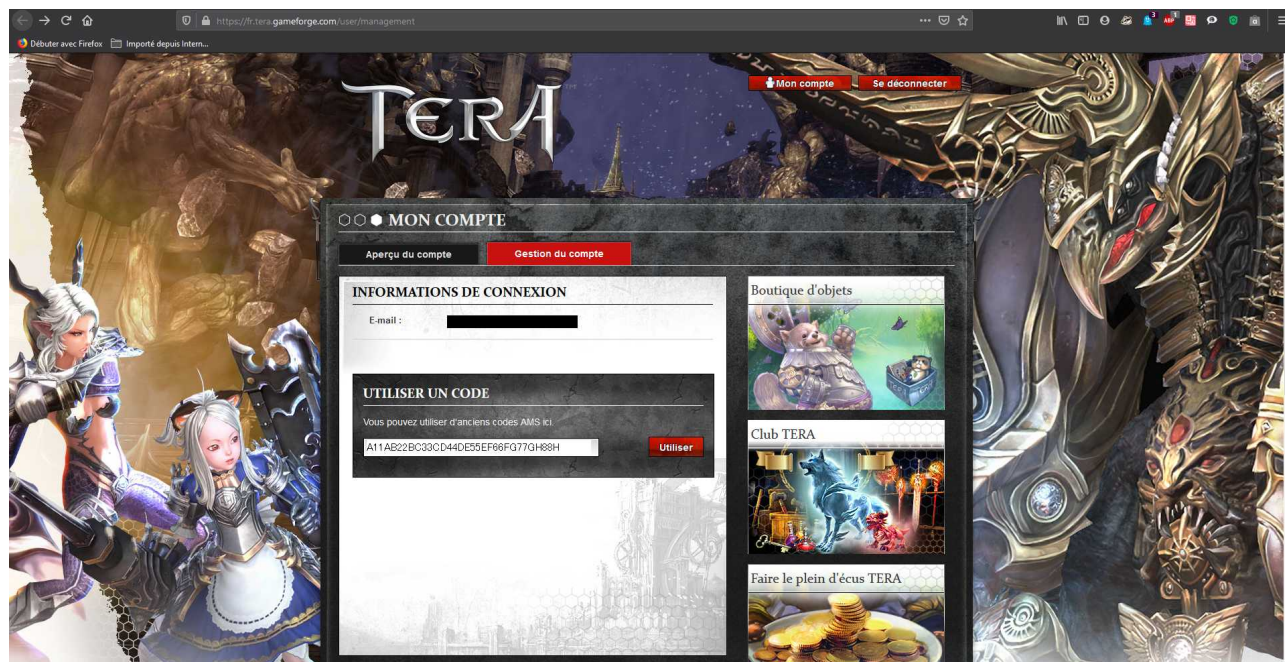 https://fr.tera.gameforge.com/user/management
Débuter avec Firefox Importé depuis Intern...
Mon compte Se déconnecter
TERA
MON COMPTE
Aperçu du compte Gestion du compte
INFORMATIONS DE CONNEXION
E-mail :
UTILISER UN CODE
Vous pouvez utiliser d'anciens codes AMS ici.
A11AB22BC33CD44DE55EF66FG77GH88H
Utiliser
Boutique d'objets
Club TERA
Faire le plein d'écus TERA